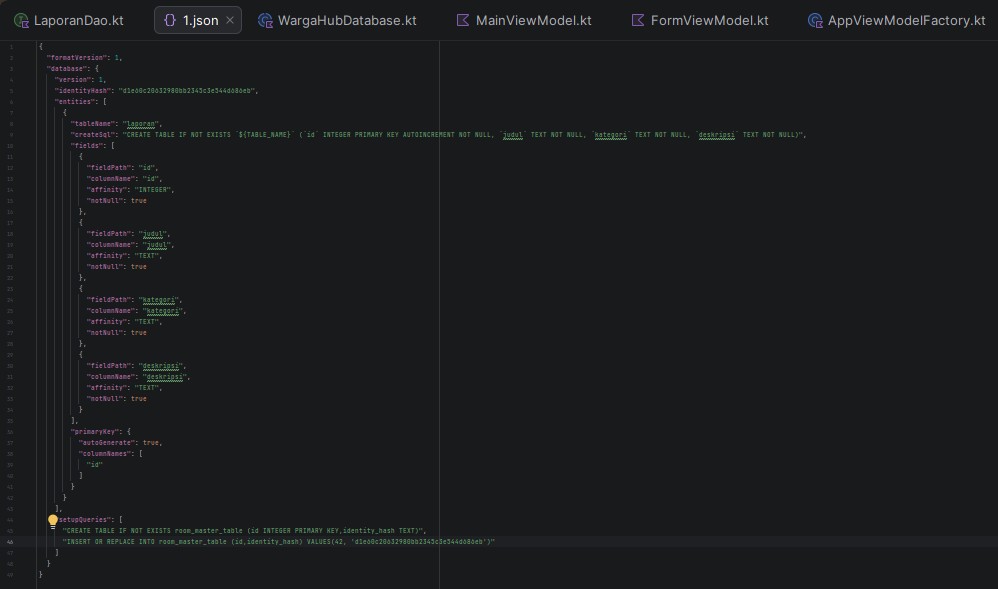 LaporanDao.kt
1.json
WargaHubDatabase.kt
MainViewModel.kt
FormViewModel.kt
AppViewModelFactory.kt
{
"formatVersion": 1,
"database": {
"version": 1,
"identityHash": "d1e60c20632980bb2345c3e544d686eb",
"entities": [
{
"tableName": "laporan",
"createSql": "CREATE TABLE IF NOT EXISTS `${TABLE_NAME}` (`id` INTEGER PRIMARY KEY AUTOINCREMENT NOT NULL, `judul` TEXT NOT NULL, `kategori` TEXT NOT NULL, `deskripsi` TEXT NOT NULL)",
"fields": [
{
"fieldPath": "id",
"columnName": "id",
"affinity": "INTEGER",
"notNull": true
},
{
"fieldPath": "judul",
"columnName": "judul",
"affinity": "TEXT",
"notNull": true
},
{
"fieldPath": "kategori",
"columnName": "kategori",
"affinity": "TEXT",
"notNull": true
},
{
"fieldPath": "deskripsi",
"columnName": "deskripsi",
"affinity": "TEXT",
"notNull": true
}
],
"primaryKey": {
"autoGenerate": true,
"columnNames": [
"id"
]
}
}
],
"setupQueries": [
"CREATE TABLE IF NOT EXISTS room_master_table (id INTEGER PRIMARY KEY,identity_hash TEXT)",
"INSERT OR REPLACE INTO room_master_table (id,identity_hash) VALUES(42, 'd1e60c20632980bb2345c3e544d686eb')"
]
}
}